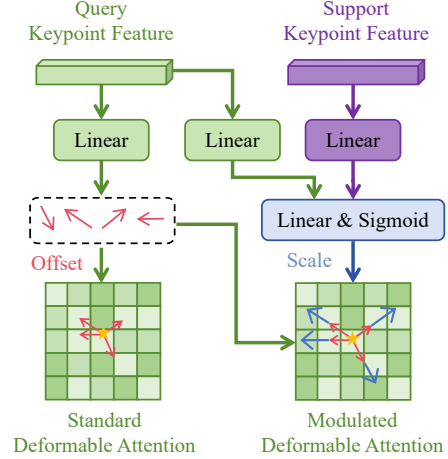 Query
Keypoint Feature
Support
Keypoint Feature
Linear
Linear
Linear
Linear & Sigmoid
Offset
Scale
Standard
Deformable Attention
Modulated
Deformable Attention